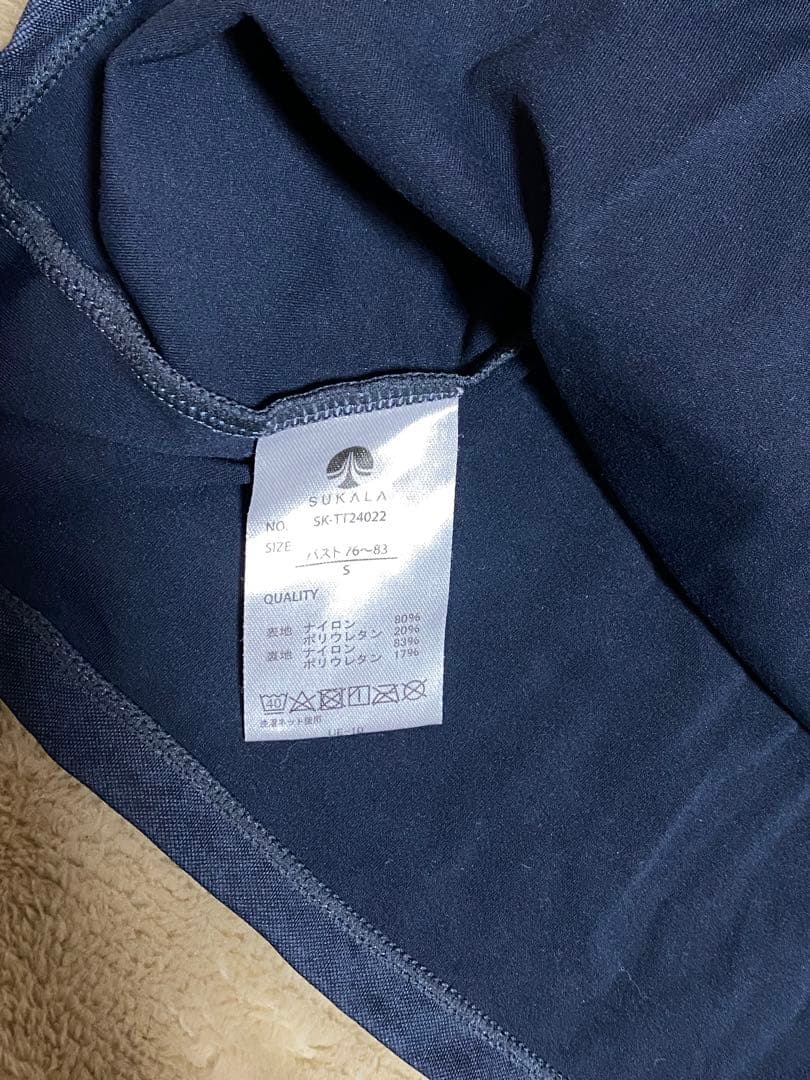 SUKALA
NO. SK-TT24022
SIZE バスト76〜83
S
QUALITY
表地 ナイロン 80%
ポリウレタン 20%
裏地 ナイロン 83%
ポリウレタン 17%
40
洗濯ネット使用